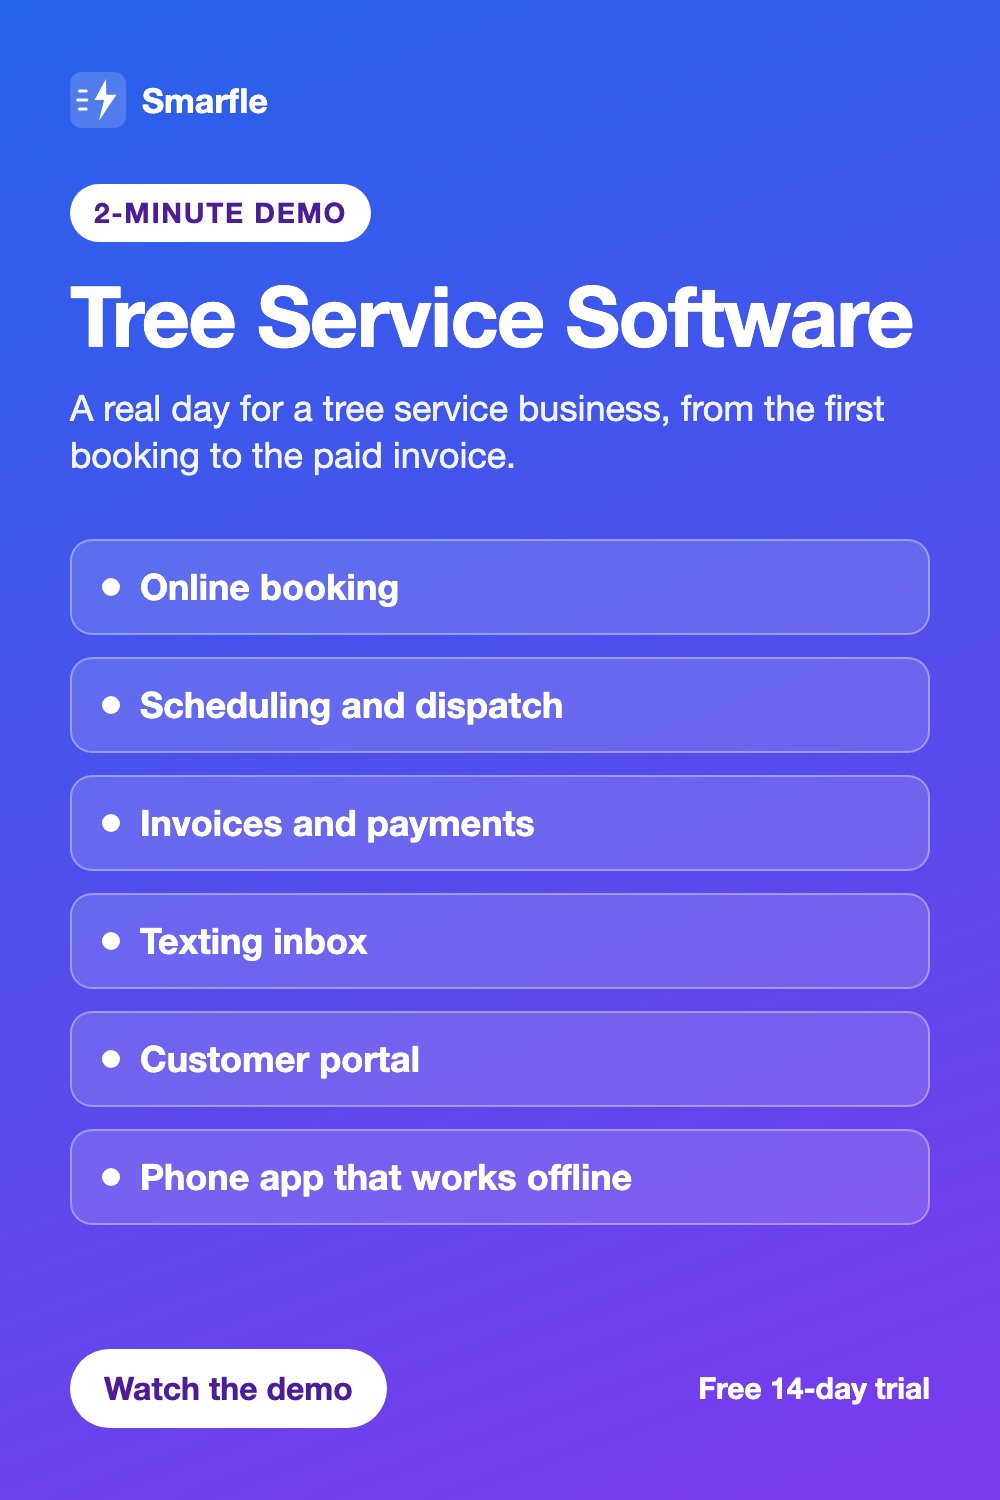 Smarfle
2-MINUTE DEMO
Tree Service Software
A real day for a tree service business, from the first
booking to the paid invoice.
Online booking
Scheduling and dispatch
Invoices and payments
Texting inbox
Customer portal
Phone app that works offline
Watch the demo
Free 14-day trial